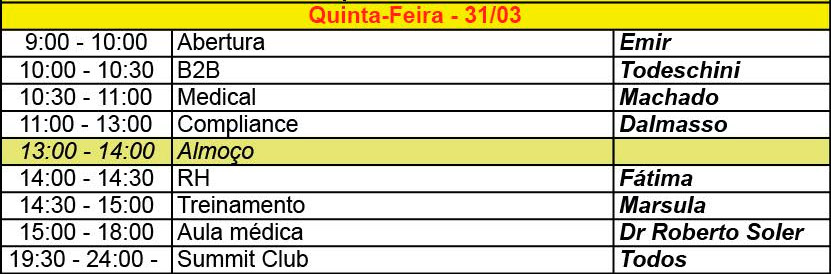 Quinta-Feira - 31/03
9:00 - 10:00 Abertura Emir
10:00 - 10:30 B2B Todeschini
10:30 - 11:00 Medical Machado
11:00 - 13:00 Compliance Dalmasso
13:00 - 14:00 Almoço
14:00 - 14:30 RH Fátima
14:30 - 15:00 Treinamento Marsula
15:00 - 18:00 Aula médica Dr Roberto Soler
19:30 - 24:00 - Summit Club Todos